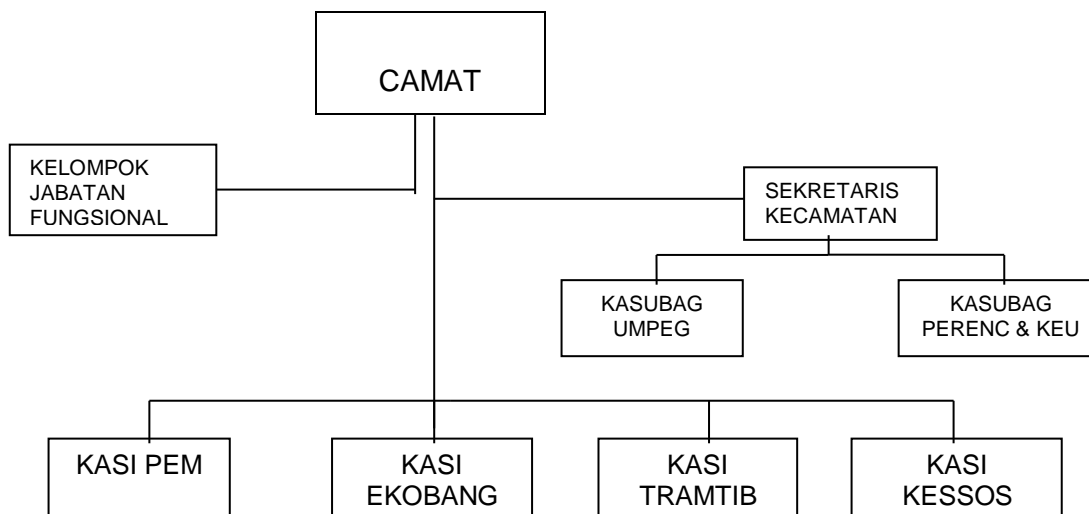 CAMAT
KELOMPOK
JABATAN
FUNGSIONAL
SEKRETARIS
KECAMATAN
KASUBAG
UMPEG
KASUBAG
PERENC & KEU
KASI PEM
KASI
EKOBANG
KASI
TRAMTIB
KASI
KESSOS